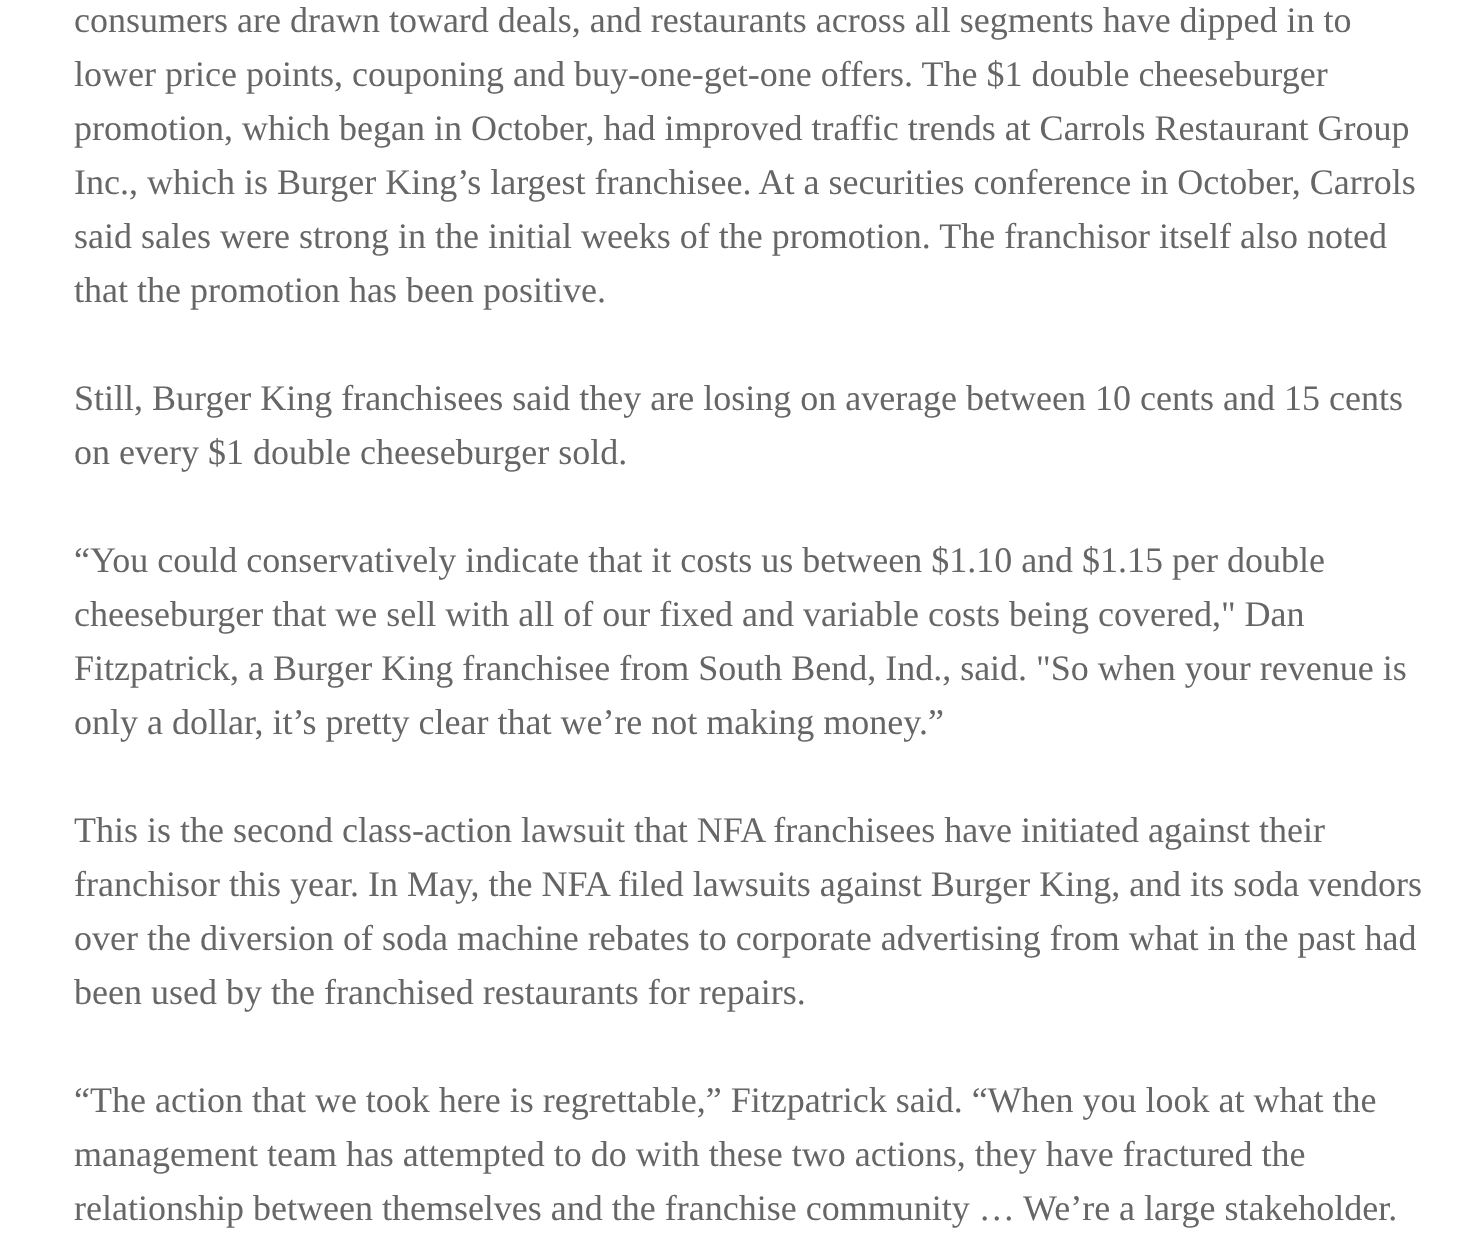 consumers are drawn toward deals, and restaurants across all segments have dipped in to
lower price points, couponing and buy-one-get-one offers. The $1 double cheeseburger
promotion, which began in October, had improved traffic trends at Carrols Restaurant Group
Inc., which is Burger King’s largest franchisee. At a securities conference in October, Carrols
said sales were strong in the initial weeks of the promotion. The franchisor itself also noted
that the promotion has been positive.
Still, Burger King franchisees said they are losing on average between 10 cents and 15 cents
on every $1 double cheeseburger sold.
“You could conservatively indicate that it costs us between $1.10 and $1.15 per double
cheeseburger that we sell with all of our fixed and variable costs being covered," Dan
Fitzpatrick, a Burger King franchisee from South Bend, Ind., said. "So when your revenue is
only a dollar, it’s pretty clear that we’re not making money.”
This is the second class-action lawsuit that NFA franchisees have initiated against their
franchisor this year. In May, the NFA filed lawsuits against Burger King, and its soda vendors
over the diversion of soda machine rebates to corporate advertising from what in the past had
been used by the franchised restaurants for repairs.
“The action that we took here is regrettable,” Fitzpatrick said. “When you look at what the
management team has attempted to do with these two actions, they have fractured the
relationship between themselves and the franchise community … We’re a large stakeholder.